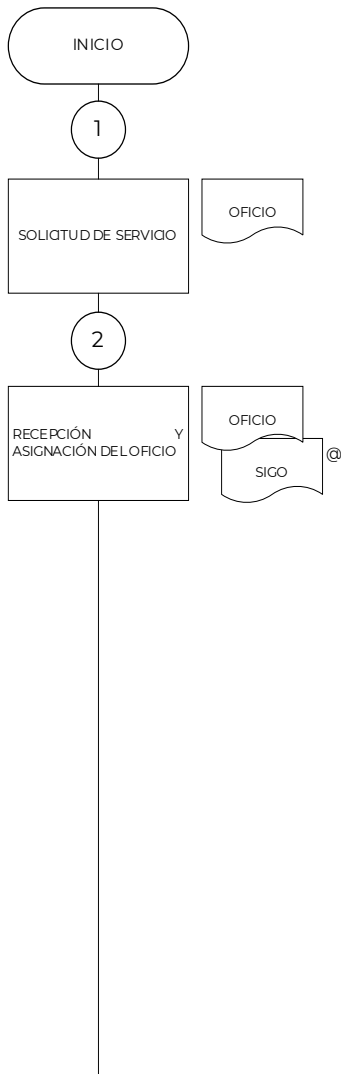 INICIO
1
SOLICITUD DE SERVICIO
OFICIO
2
RECEPCIÓN Y
ASIGNACIÓN DEL OFICIO
OFICIO
SIGO
@